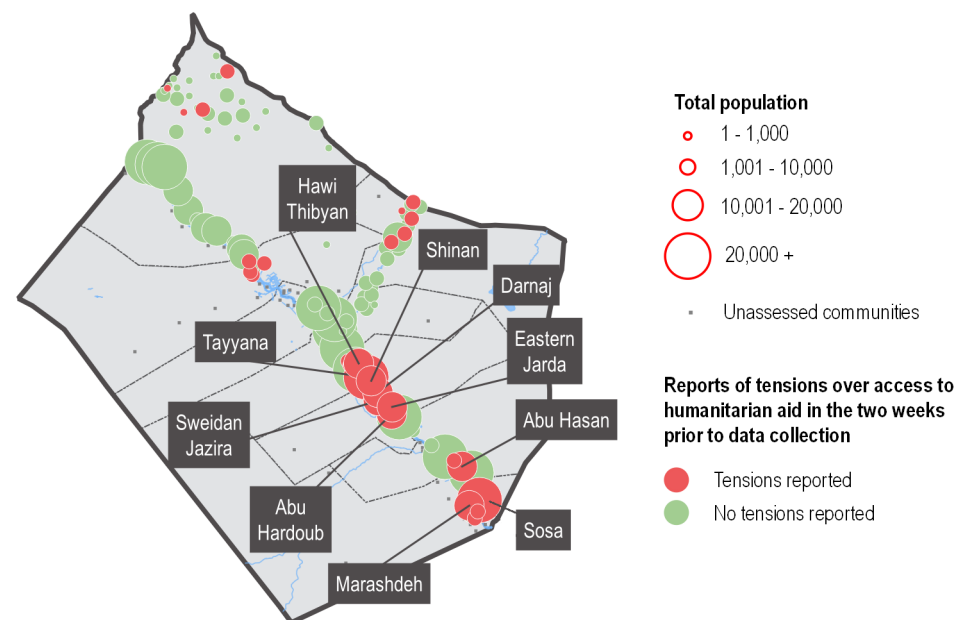 Hawi
Thibyan
Shinan
Darnaj
Tayyana
Eastern
Jarda
Sweidan
Jazira
Abu Hasan
Abu
Hardoub
Sosa
Marashdeh
Total population
1 - 1,000
1,001 - 10,000
10,001 - 20,000
20,000 +
Unassessed communities
Reports of tensions over access to
humanitarian aid in the two weeks
prior to data collection
Tensions reported
No tensions reported